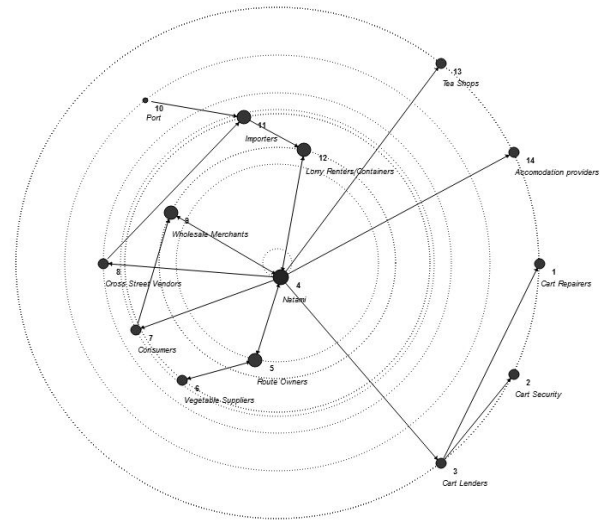 13
Tea Shops
10
Port
11
Importers
12
Lorry Renters/Containers
14
Accomodation providers
9
Wholesale Merchants
8
Cross Street Vendors
4
Natami
1
Cart Repairers
7
Consumers
5
Route Owners
6
Vegetable Suppliers
2
Cart Security
3
Cart Lenders